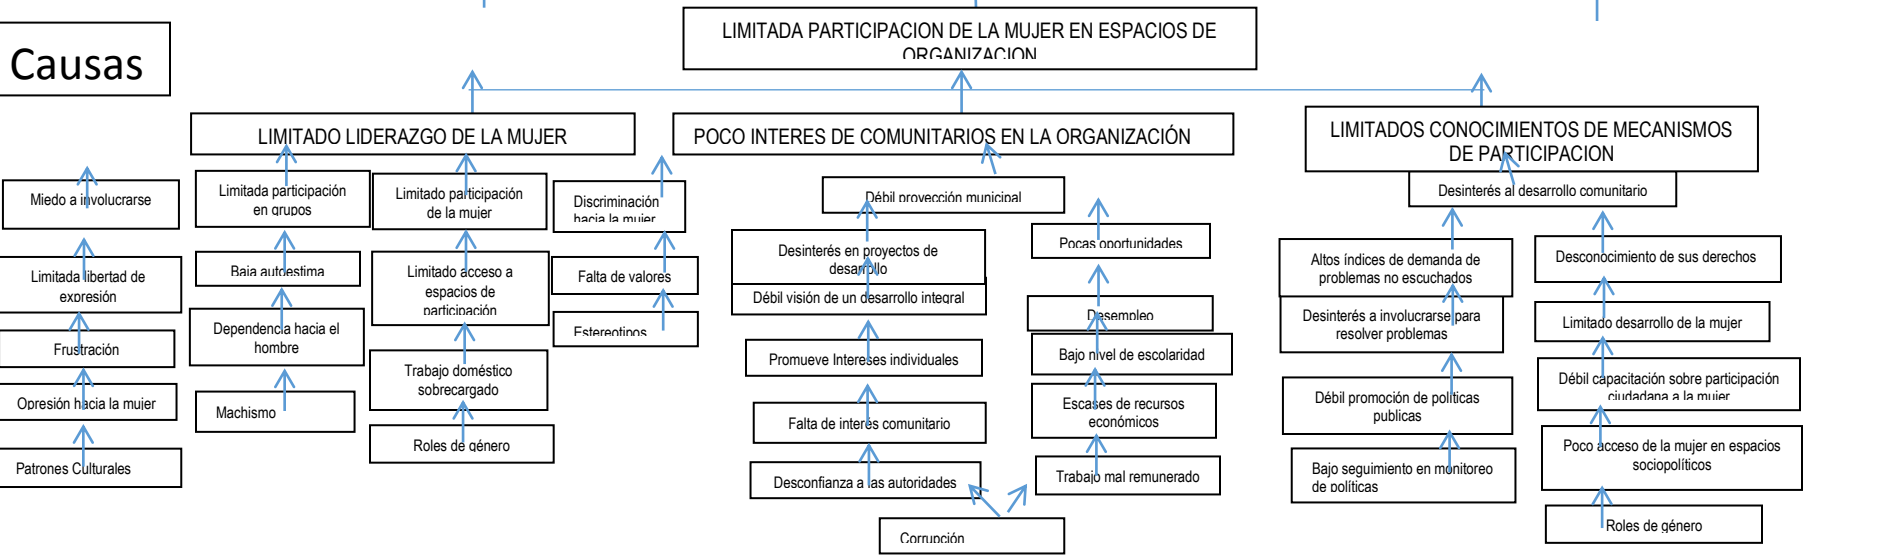 LIMITADA PARTICIPACION DE LA MUJER EN ESPACIOS DE
ORGANIZACION
Causas
LIMITADO LIDERAZGO DE LA MUJER
POCO INTERES DE COMUNITARIOS EN LA ORGANIZACIÓN
LIMITADOS CONOCIMIENTOS DE MECANISMOS
DE PARTICIPACION
Miedo a involucrarse
Limitada libertad de
expresión
Frustración
Opresión hacia la mujer
Patrones Culturales
Limitada participación
en grupos
Baja autoestima
Dependencia hacia el
hombre
Machismo
Limitado participación
de la mujer
Limitado acceso a
espacios de
participación
Trabajo doméstico
sobrecargado
Roles de género
Discriminación
hacia la mujer
Falta de valores
Estereotipos
Débil proyección municipal
Desinterés en proyectos de
desarrollo
Débil visión de un desarrollo integral
Promueve Intereses individuales
Falta de interés comunitario
Desconfianza a las autoridades
Pocas oportunidades
Desempleo
Bajo nivel de escolaridad
Escases de recursos
económicos
Trabajo mal remunerado
Corrupción
Desinterés al desarrollo comunitario
Altos índices de demanda de
problemas no escuchados
Desinterés a involucrarse para
resolver problemas
Débil promoción de políticas
publicas
Bajo seguimiento en monitoreo
de políticas
Desconocimiento de sus derechos
Limitado desarrollo de la mujer
Débil capacitación sobre participación
ciudadana a la mujer
Poco acceso de la mujer en espacios
sociopolíticos
Roles de género